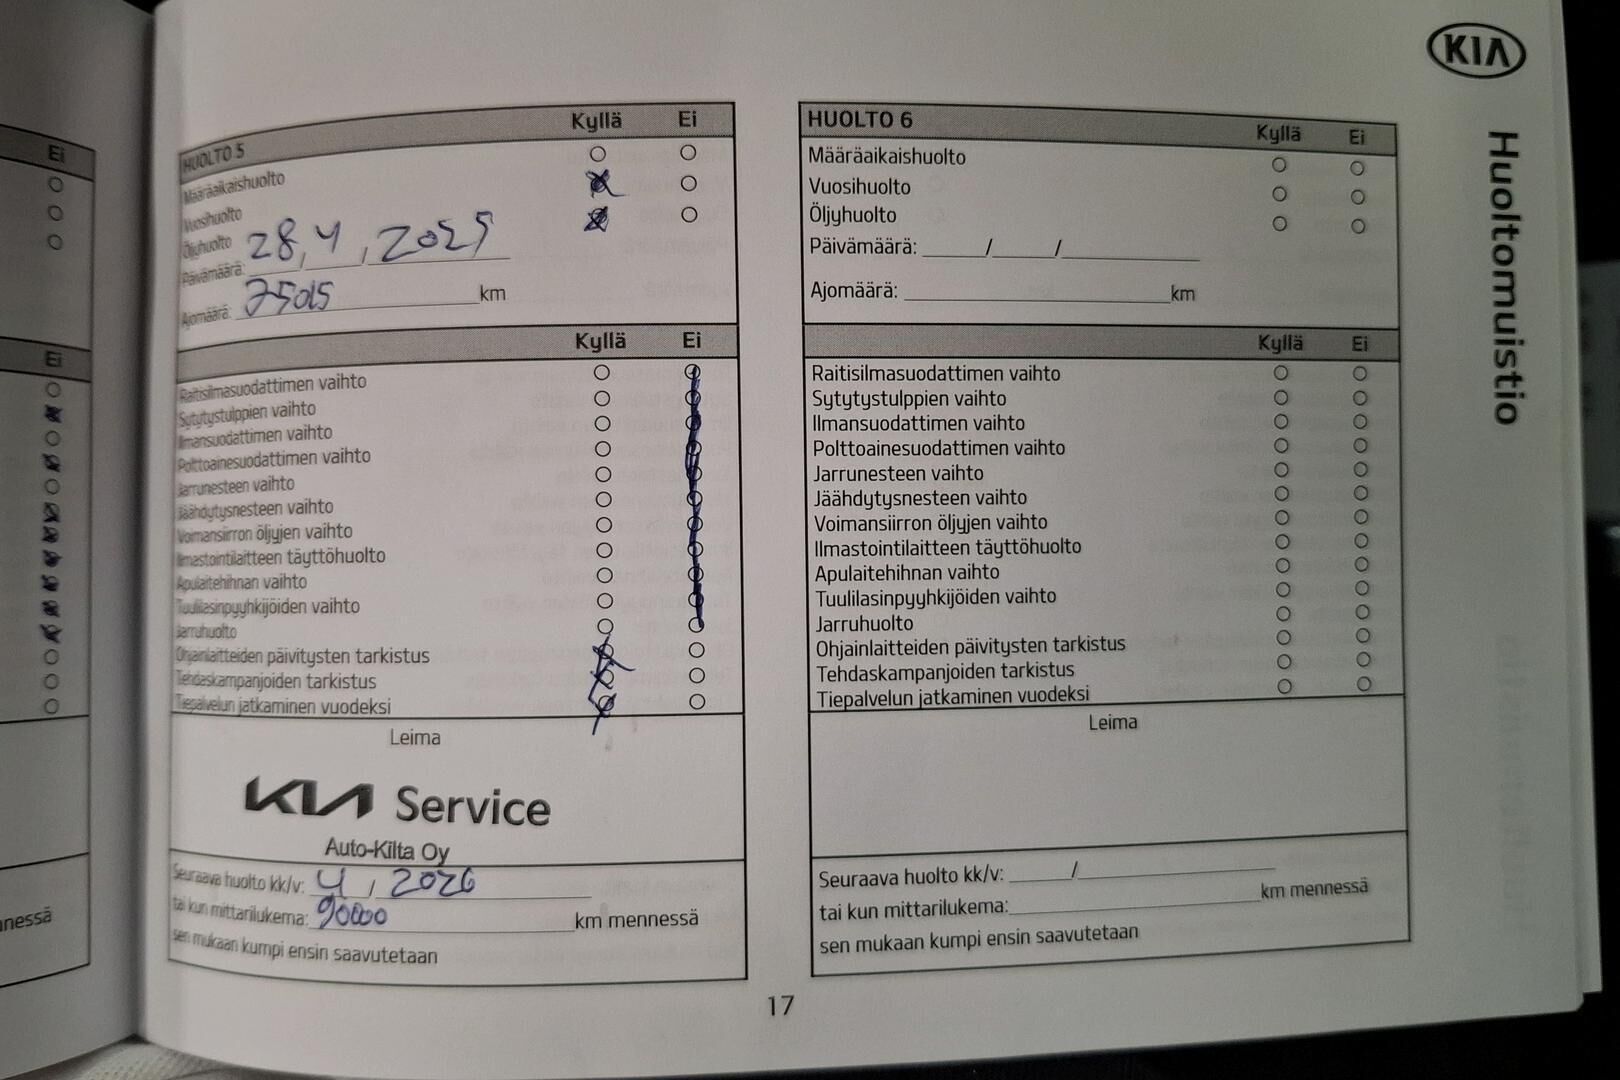 KIA
Huoltomuistio
Ei
Ei
nnessä
HUOLTO 5 Kyllä Ei
Määräaikaishuolto
Vuosihuolto
Öljyhuolto
Päivämäärä: 28, 4, 2025
Ajomäärä: 75015 km
Kyllä Ei
Raitisilmasuodattimen vaihto
Sytytystulppien vaihto
Ilmansuodattimen vaihto
Polttoainesuodattimen vaihto
Jarrunesteen vaihto
Jäähdytysnesteen vaihto
Voimansiirron öljyjen vaihto
Ilmastointilaitteen täyttöhuolto
Apulaitehihnan vaihto
Tuulilasinpyyhkijöiden vaihto
Jarruhuolto
Ohjainlaitteiden päivitysten tarkistus
Tehdaskampanjoiden tarkistus
Tiepalvelun jatkaminen vuodeksi
Leima
KIA Service
Auto-Kilta Oy
Seuraava huolto kk/v: 4 / 2026
tai kun mittarilukema: 90000 km mennessä
sen mukaan kumpi ensin saavutetaan
HUOLTO 6 Kyllä Ei
Määräaikaishuolto
Vuosihuolto
Öljyhuolto
Päivämäärä: / /
Ajomäärä: km
Kyllä Ei
Raitisilmasuodattimen vaihto
Sytytystulppien vaihto
Ilmansuodattimen vaihto
Polttoainesuodattimen vaihto
Jarrunesteen vaihto
Jäähdytysnesteen vaihto
Voimansiirron öljyjen vaihto
Ilmastointilaitteen täyttöhuolto
Apulaitehihnan vaihto
Tuulilasinpyyhkijöiden vaihto
Jarruhuolto
Ohjainlaitteiden päivitysten tarkistus
Tehdaskampanjoiden tarkistus
Tiepalvelun jatkaminen vuodeksi
Leima
Seuraava huolto kk/v: /
tai kun mittarilukema: km mennessä
sen mukaan kumpi ensin saavutetaan
17